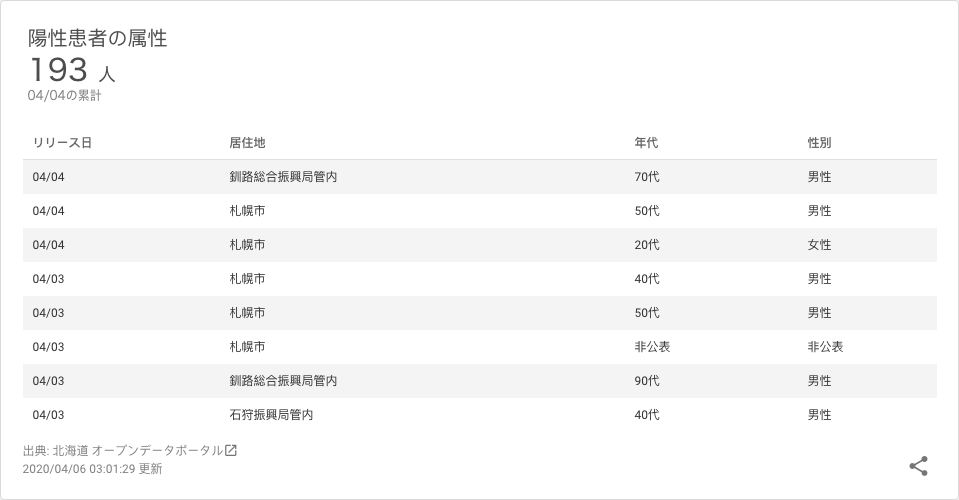 陽性患者の属性
193 人
04/04の累計
リリース日 居住地 年代 性別
04/04 釧路総合振興局管内 70代 男性
04/04 札幌市 50代 男性
04/04 札幌市 20代 女性
04/03 札幌市 40代 男性
04/03 札幌市 50代 男性
04/03 札幌市 非公表 非公表
04/03 釧路総合振興局管内 90代 男性
04/03 石狩振興局管内 40代 男性
出典: 北海道 オープンデータポータル
2020/04/06 03:01:29 更新